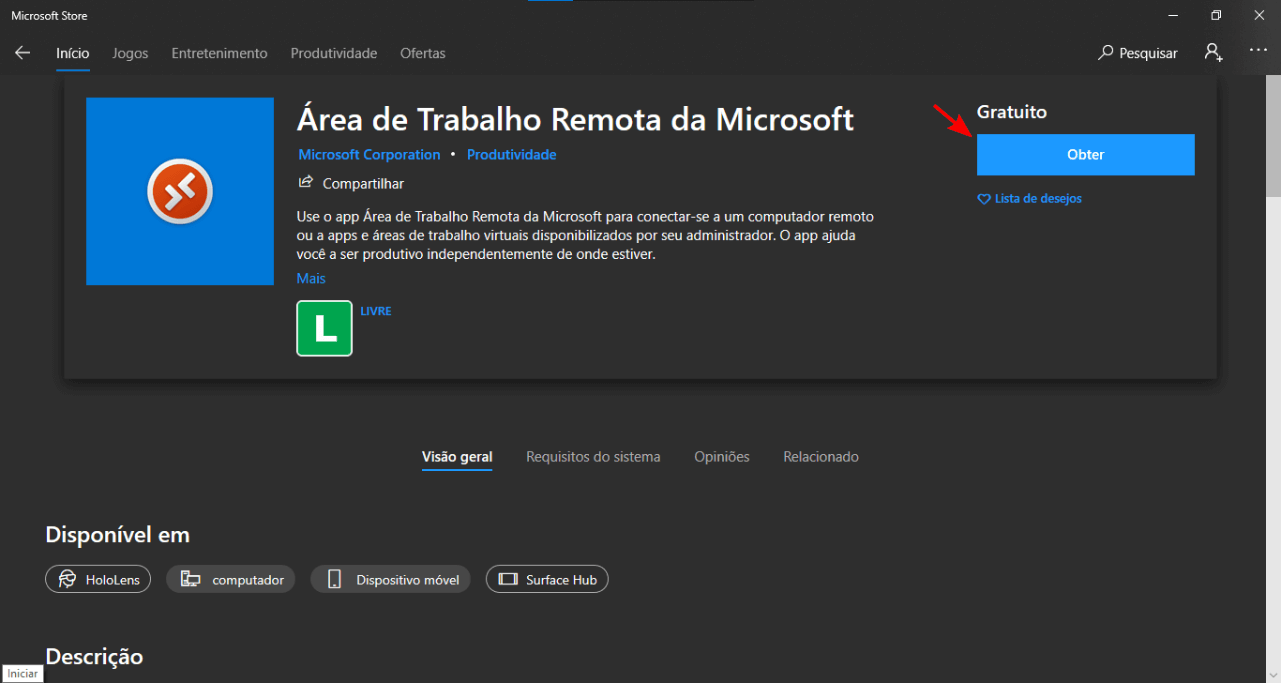 Microsoft Store
Início Jogos Entretenimento Produtividade Ofertas Pesquisar
Área de Trabalho Remota da Microsoft
Microsoft Corporation • Produtividade
Compartilhar
Use o app Área de Trabalho Remota da Microsoft para conectar-se a um computador remoto
ou a apps e áreas de trabalho virtuais disponibilizados por seu administrador. O app ajuda
você a ser produtivo independentemente de onde estiver.
Mais
L LIVRE
Gratuito
Obter
Lista de desejos
Visão geral Requisitos do sistema Opiniões Relacionado
Disponível em
HoloLens computador Dispositivo móvel Surface Hub
Descrição
Iniciar